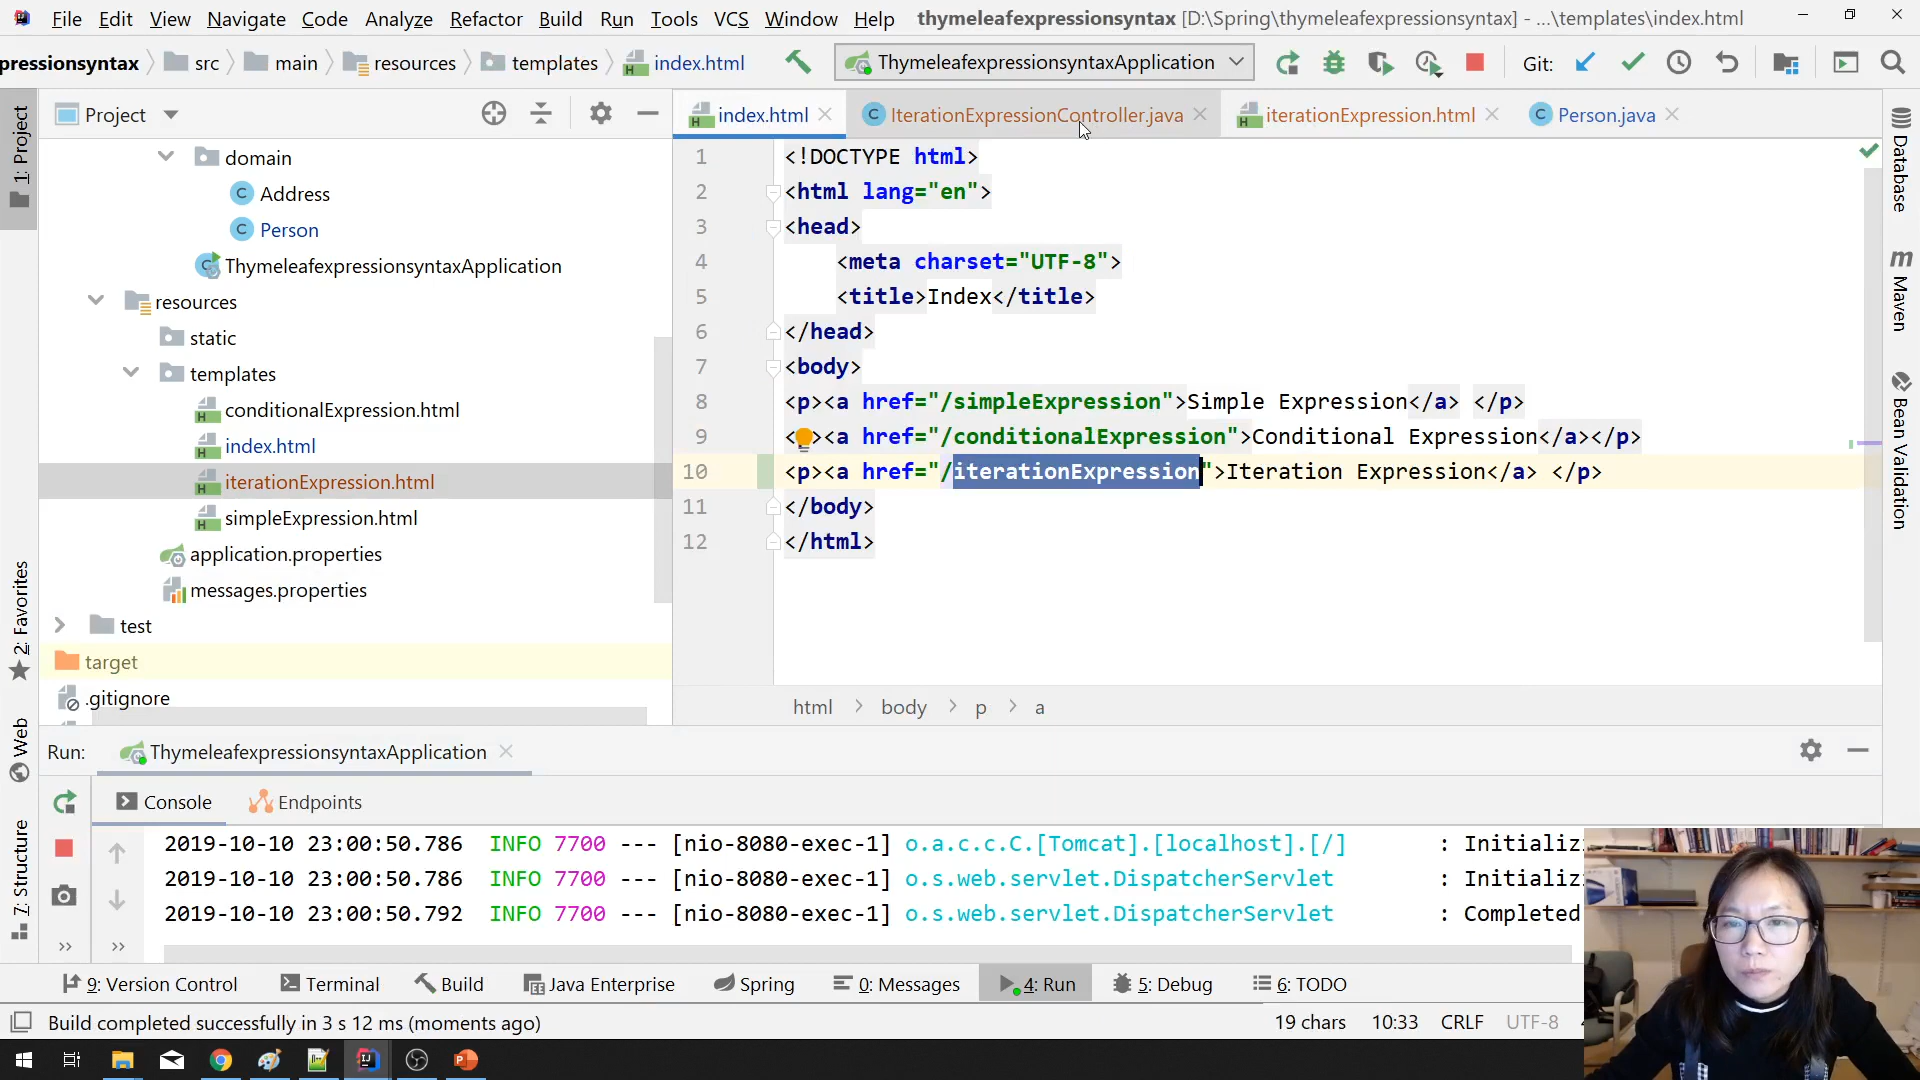 File Edit View Navigate Code Analyze Refactor Build Run Tools VCS Window Help thymeleafexpressionsyntax [D:\Spring\thymeleafexpressionsyntax] - ...\templates\index.html
pressionsyntax src main resources templates index.html ThymeleafexpressionsyntaxApplication Git:
Project index.html IterationExpressionController.java iterationExpression.html Person.java
domain
Address
Person
ThymeleafexpressionsyntaxApplication
resources
static
templates
conditionalExpression.html
index.html
iterationExpression.html
simpleExpression.html
application.properties
messages.properties
test
target
.gitignore
1: Project
2: Favorites
Web
7: Structure
1 <!DOCTYPE html>
2 <html lang="en">
3 <head>
4 <meta charset="UTF-8">
5 <title>Index</title>
6 </head>
7 <body>
8 <p><a href="/simpleExpression">Simple Expression</a> </p>
9 <p><a href="/conditionalExpression">Conditional Expression</a></p>
10 <p><a href="/iterationExpression">Iteration Expression</a> </p>
11 </body>
12 </html>
html > body > p > a
Database
Maven
Bean Validation
Run: ThymeleafexpressionsyntaxApplication
Console Endpoints
2019-10-10 23:00:50.786 INFO 7700 --- [nio-8080-exec-1] o.a.c.c.C.[Tomcat].[localhost].[/] : Initializ
2019-10-10 23:00:50.786 INFO 7700 --- [nio-8080-exec-1] o.s.web.servlet.DispatcherServlet : Initializ
2019-10-10 23:00:50.792 INFO 7700 --- [nio-8080-exec-1] o.s.web.servlet.DispatcherServlet : Completed
9: Version Control Terminal Build Java Enterprise Spring 0: Messages 4: Run 5: Debug 6: TODO
Build completed successfully in 3 s 12 ms (moments ago) 19 chars 10:33 CRLF UTF-8